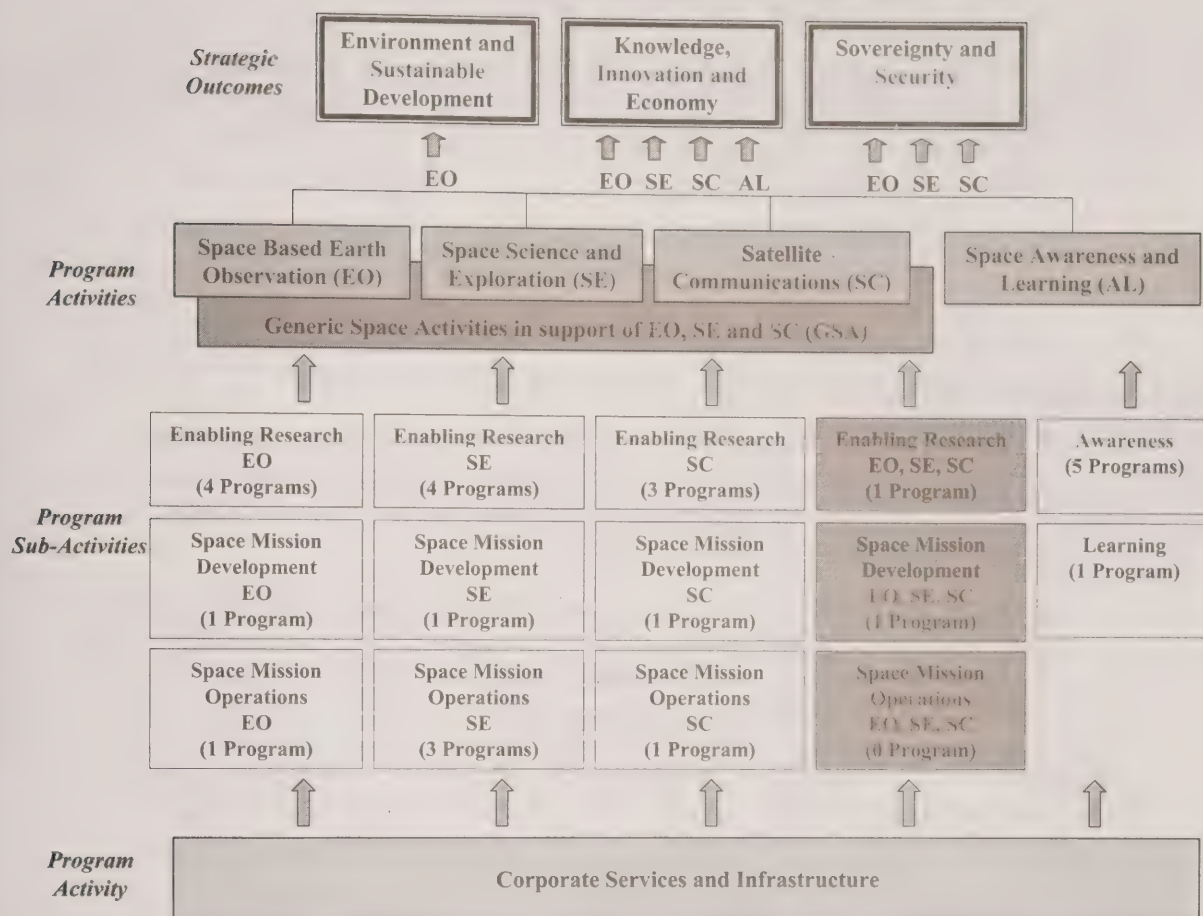 Strategic
Outcomes
Environment and
Sustainable
Development
Knowledge,
Innovation and
Economy
Sovereignty and
Security
EO
EO SE SC AL
EO SE SC
Program
Activities
Space Based Earth
Observation (EO)
Space Science and
Exploration (SE)
Satellite
Communications (SC)
Space Awareness and
Learning (AL)
Generic Space Activities in support of EO, SE and SC (GSA)
Program
Sub-Activities
Enabling Research
EO
(4 Programs)
Enabling Research
SE
(4 Programs)
Enabling Research
SC
(3 Programs)
Enabling Research
EO, SE, SC
(1 Program)
Awareness
(5 Programs)
Space Mission
Development
EO
(1 Program)
Space Mission
Development
SE
(1 Program)
Space Mission
Development
SC
(1 Program)
Space Mission
Development
EO, SE, SC
(1 Program)
Learning
(1 Program)
Space Mission
Operations
EO
(1 Program)
Space Mission
Operations
SE
(3 Programs)
Space Mission
Operations
SC
(1 Program)
Space Mission
Operations
EO, SE, SC
(0 Program)
Program
Activity
Corporate Services and Infrastructure